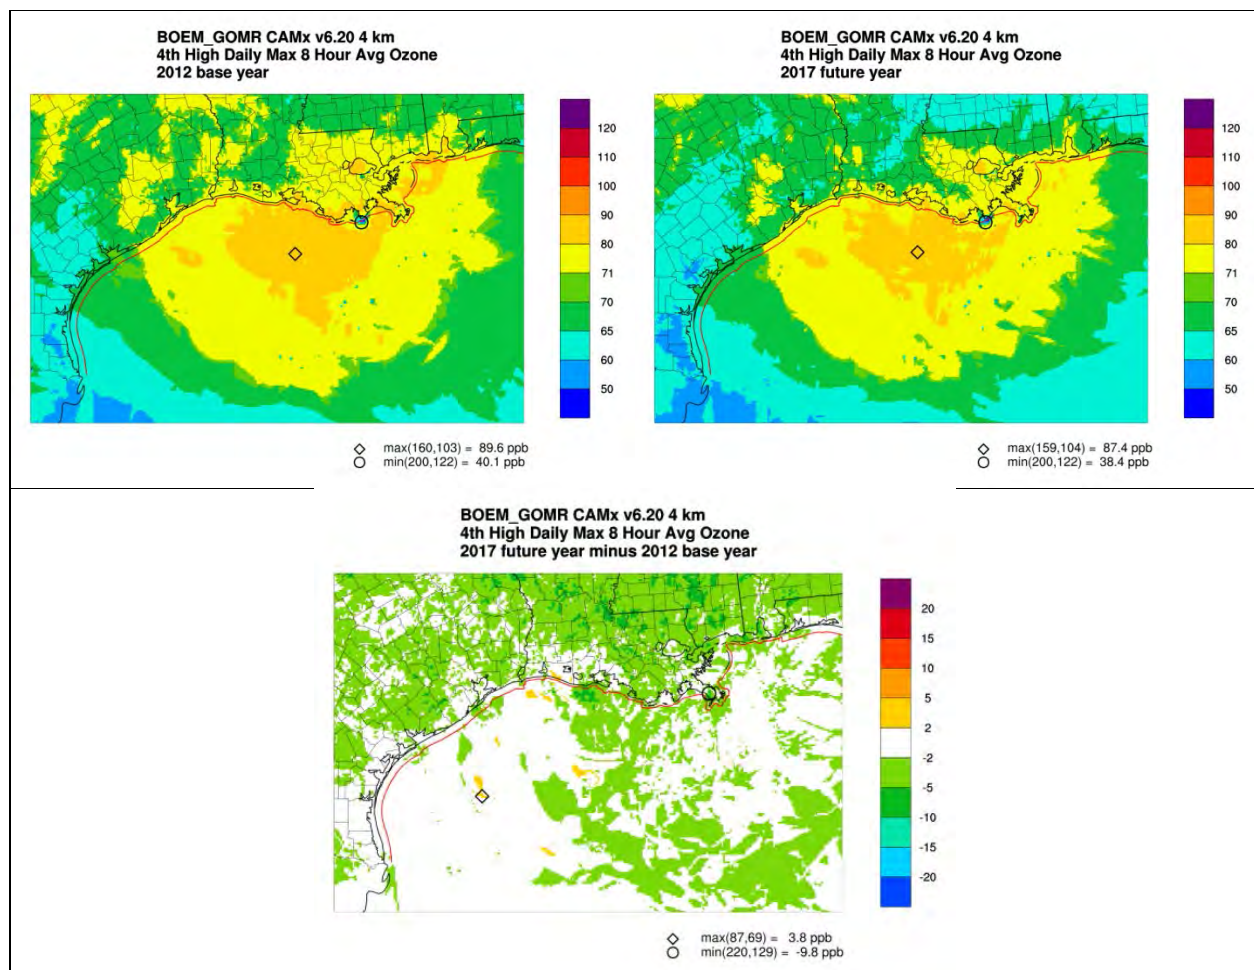 BOEM_GOMR CAMx v6.20 4 km
4th High Daily Max 8 Hour Avg Ozone
2012 base year
120
110
100
90
80
71
70
65
60
50
max(160,103) = 89.6 ppb
min(200,122) = 40.1 ppb
BOEM_GOMR CAMx v6.20 4 km
4th High Daily Max 8 Hour Avg Ozone
2017 future year
120
110
100
90
80
71
70
65
60
50
max(159,104) = 87.4 ppb
min(200,122) = 38.4 ppb
BOEM_GOMR CAMx v6.20 4 km
4th High Daily Max 8 Hour Avg Ozone
2017 future year minus 2012 base year
20
15
10
5
2
-2
-5
-10
-15
-20
max(87,69) = 3.8 ppb
min(220,129) = -9.8 ppb